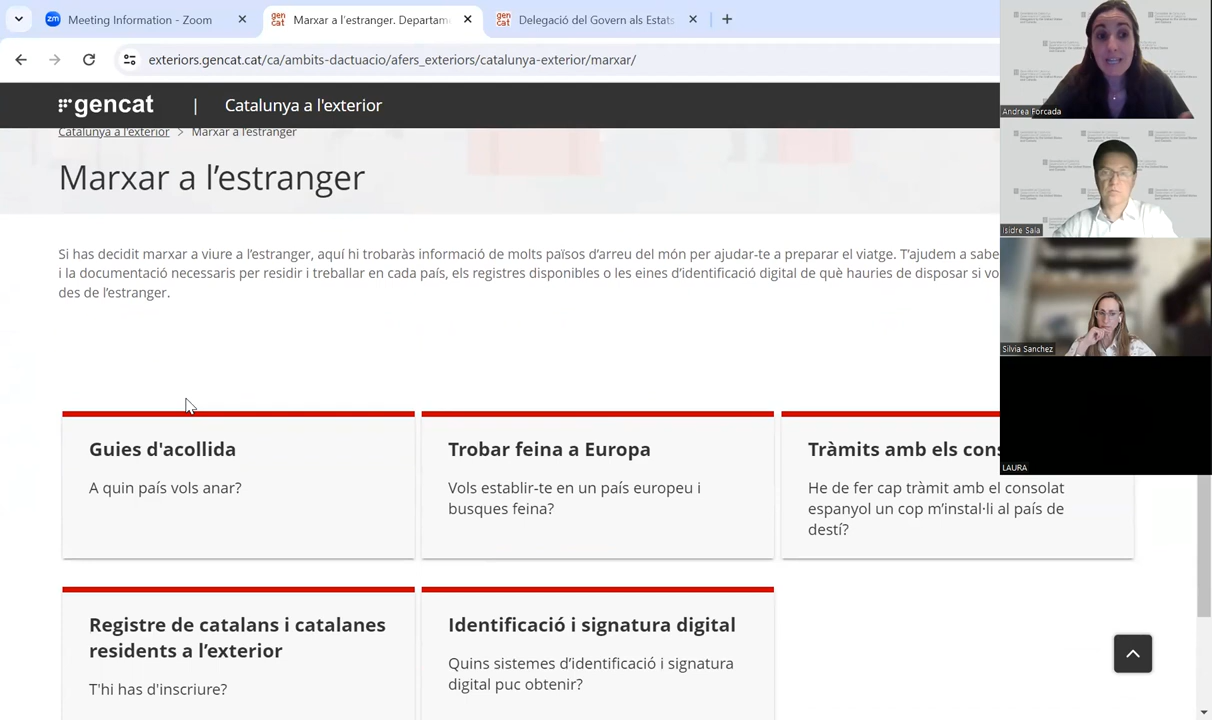 Meeting Information - Zoom
Marxar a l'estranger. Departam
Delegació del Govern als Estats
exteriors.gencat.cat/ca/ambits-dactuacio/afers_exteriors/catalunya-exterior/marxar/
gencat | Catalunya a l'exterior
Catalunya a l'exterior > Marxar a l'estranger
Marxar a l’estranger
Si has decidit marxar a viure a l’estranger, aquí hi trobaràs informació de molts països d’arreu del món per ajudar-te a preparar el viatge. T’ajudem a sabe
i la documentació necessaris per residir i treballar en cada país, els registres disponibles o les eines d’identificació digital de què hauries de disposar si vo
des de l’estranger.
Guies d'acollida
A quin país vols anar?
Trobar feina a Europa
Vols establir-te en un país europeu i
busques feina?
Tràmits amb els cons
He de fer cap tràmit amb el consolat
espanyol un cop m’instal·li al país de
destí?
Registre de catalans i catalanes
residents a l’exterior
T'hi has d'inscriure?
Identificació i signatura digital
Quins sistemes d’identificació i signatura
digital puc obtenir?
Andrea Forcada
Isidre Sala
Silvia Sanchez
LAURA